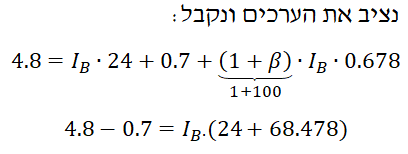 נציב את הערכים ונקבל:
4.8 = I_B · 24 + 0.7 + (1 + β) · I_B · 0.678
1+100
4.8 − 0.7 = I_B.(24 + 68.478)